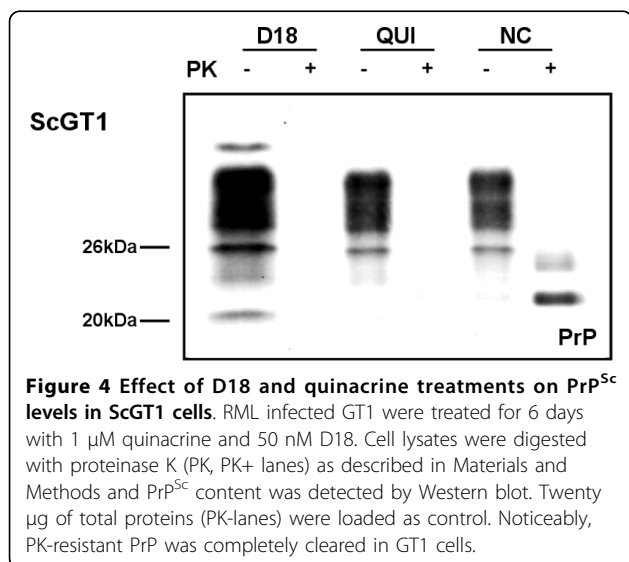 D18 QUI NC
PK - + - + - +
ScGT1
26kDa
20kDa
PrP
Figure 4 Effect of D18 and quinacrine treatments on PrPSc
levels in ScGT1 cells. RML infected GT1 were treated for 6 days
with 1 μM quinacrine and 50 nM D18. Cell lysates were digested
with proteinase K (PK, PK+ lanes) as described in Materials and
Methods and PrPSc content was detected by Western blot. Twenty
μg of total proteins (PK-lanes) were loaded as control. Noticeably,
PK-resistant PrP was completely cleared in GT1 cells.